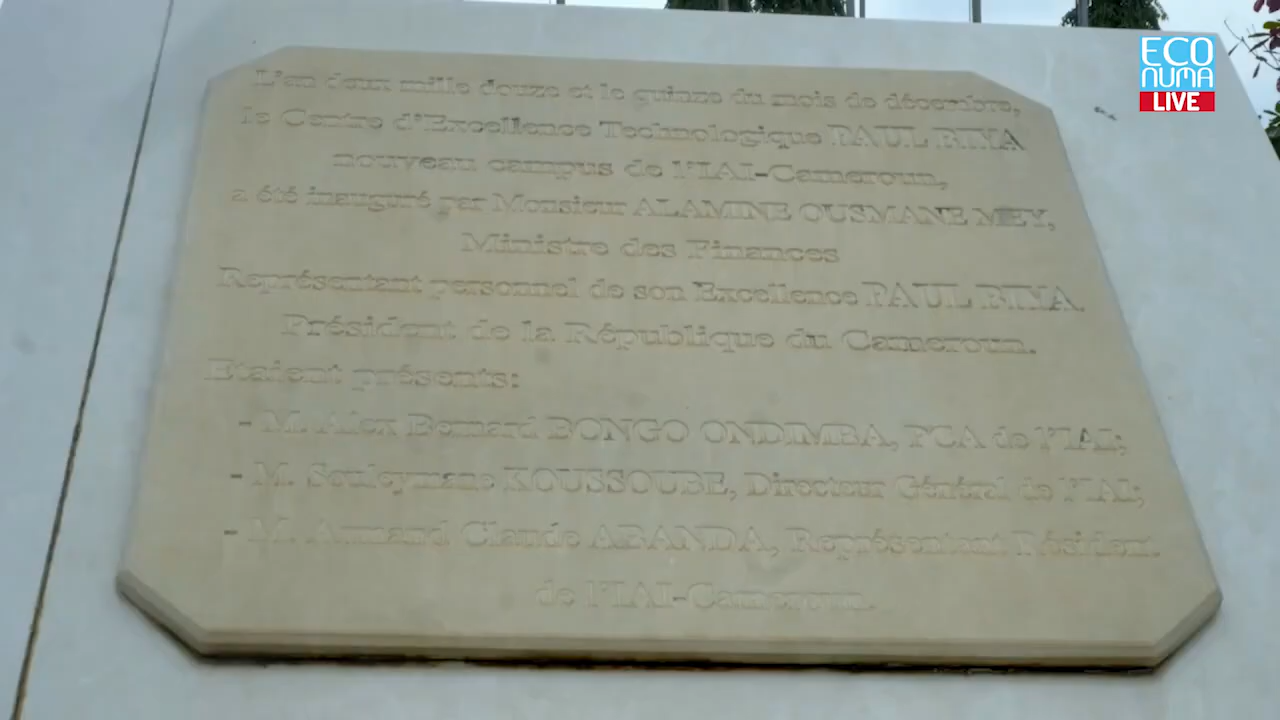 ECO
NUMA
LIVE
L'an deux mille douze et le quinze du mois de décembre,
le Centre d'Excellence Technologique PAUL BIYA
nouveau campus de l'IAI-Cameroun,
a été inauguré par Monsieur ALAMINE OUSMANE MEY,
Ministre des Finances
Représentant personnel de son Excellence PAUL BIYA
Président de la République du Cameroun.
Etaient présents:
- M. Alex Bernard BONGO ONDIMBA, PCA de l'IAI;
- M. Souleymane KOUSSOUBE, Directeur Général de l'IAI;
- M. Armand Claude ABANDA, Représentant Résident
de l'IAI-Cameroun.